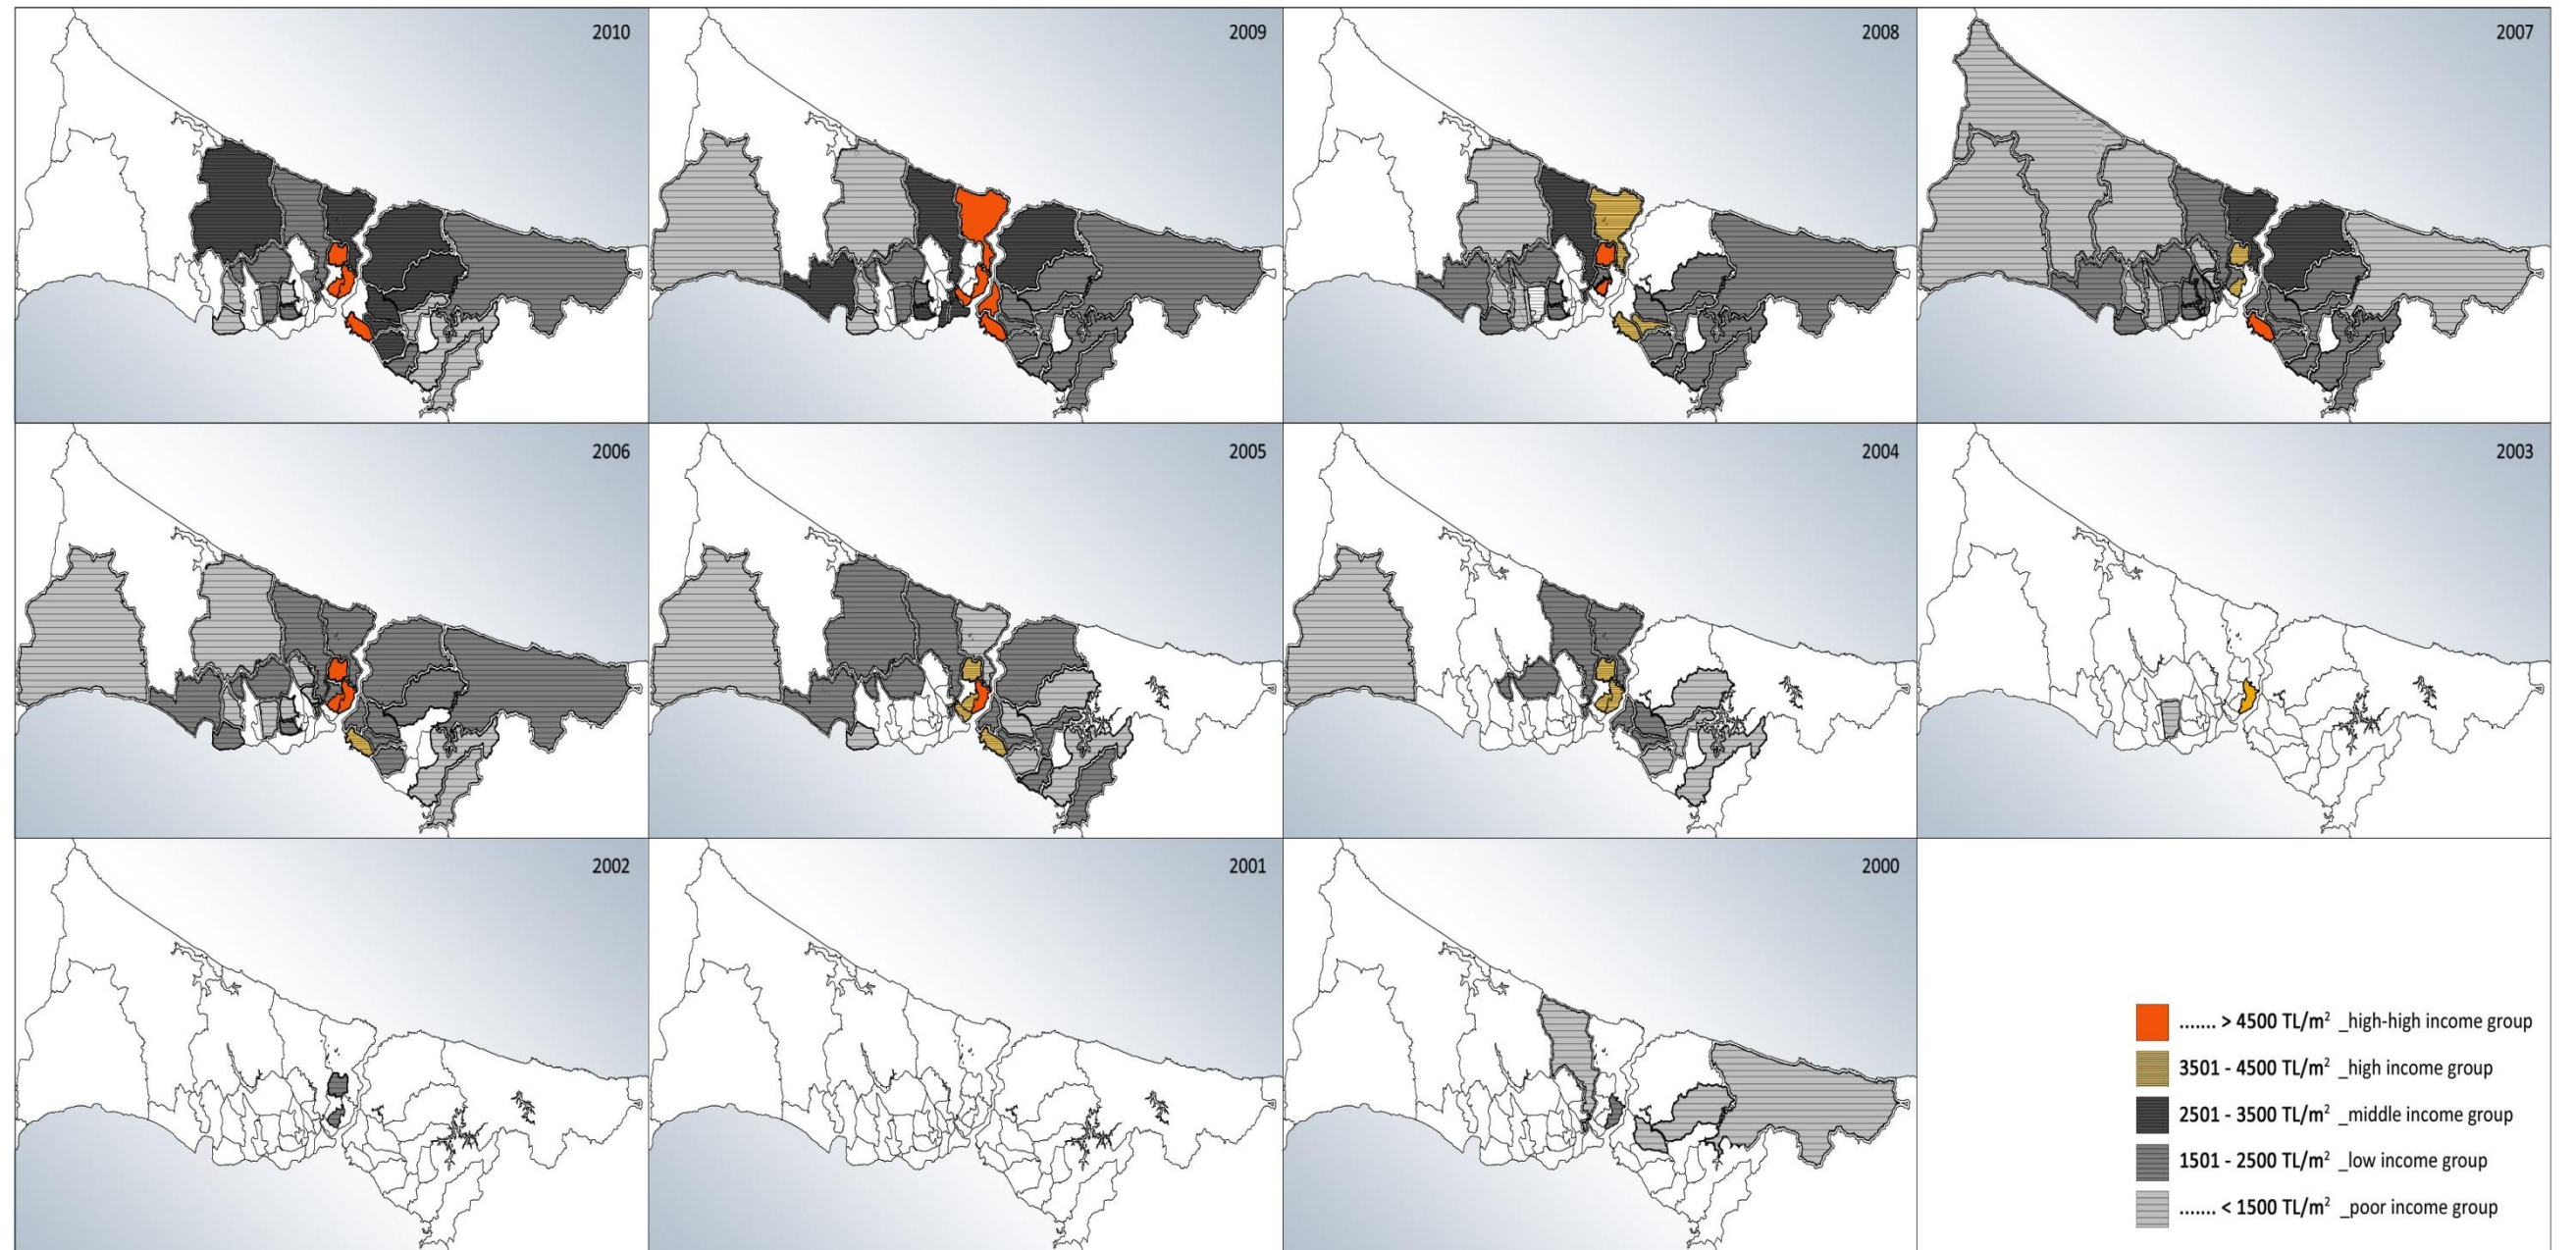 2010
2009
2008
2007
2006
2005
2004
2003
2002
2001
2000
....... > 4500 TL/m² _high-high income group
3501 - 4500 TL/m² _high income group
2501 - 3500 TL/m² _middle income group
1501 - 2500 TL/m² _low income group
....... < 1500 TL/m² _poor income group